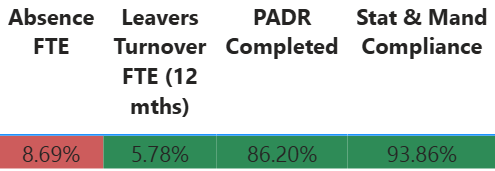 Absence Leavers PADR Stat & Mand
FTE Turnover Completed Compliance
FTE (12
mths)
8.69% 5.78% 86.20% 93.86%